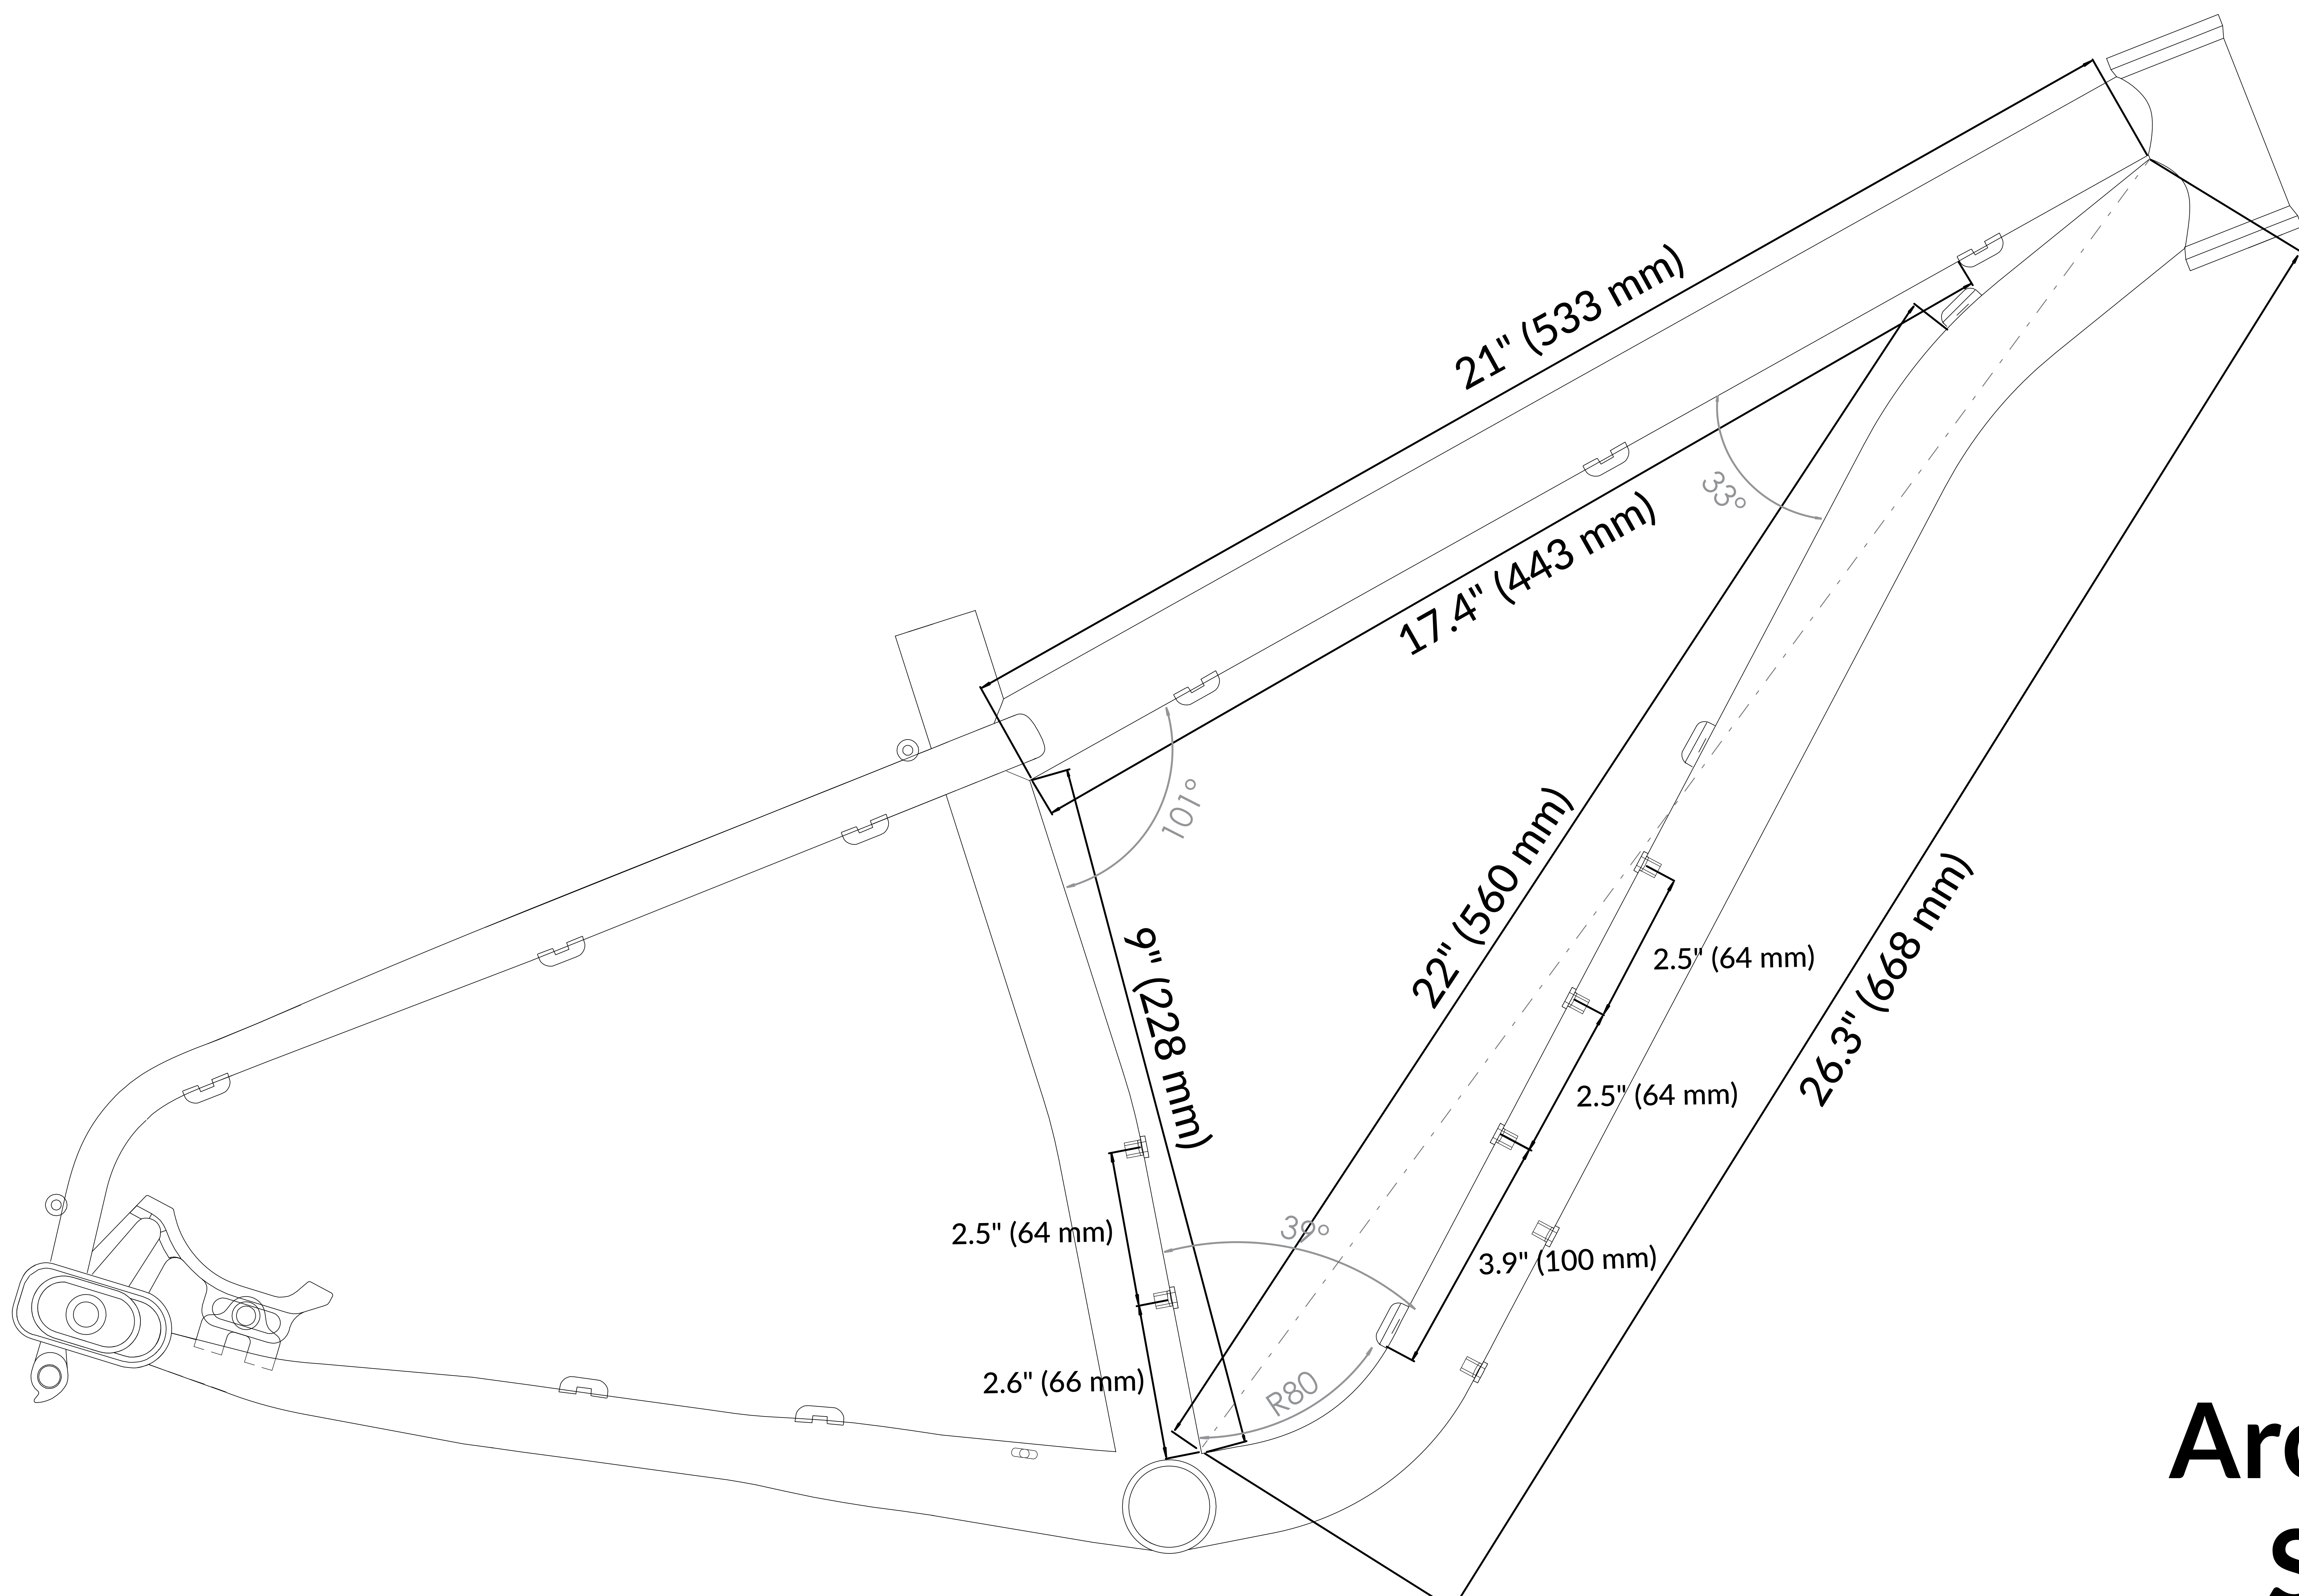 21" (533 mm)
33°
17.4" (443 mm)
101°
22" (560 mm)
9" (228 mm)
2.5" (64 mm)
26.3" (668 mm)
2.5" (64 mm)
2.5" (64 mm)
39°
3.9" (100 mm)
2.6" (66 mm)
R80